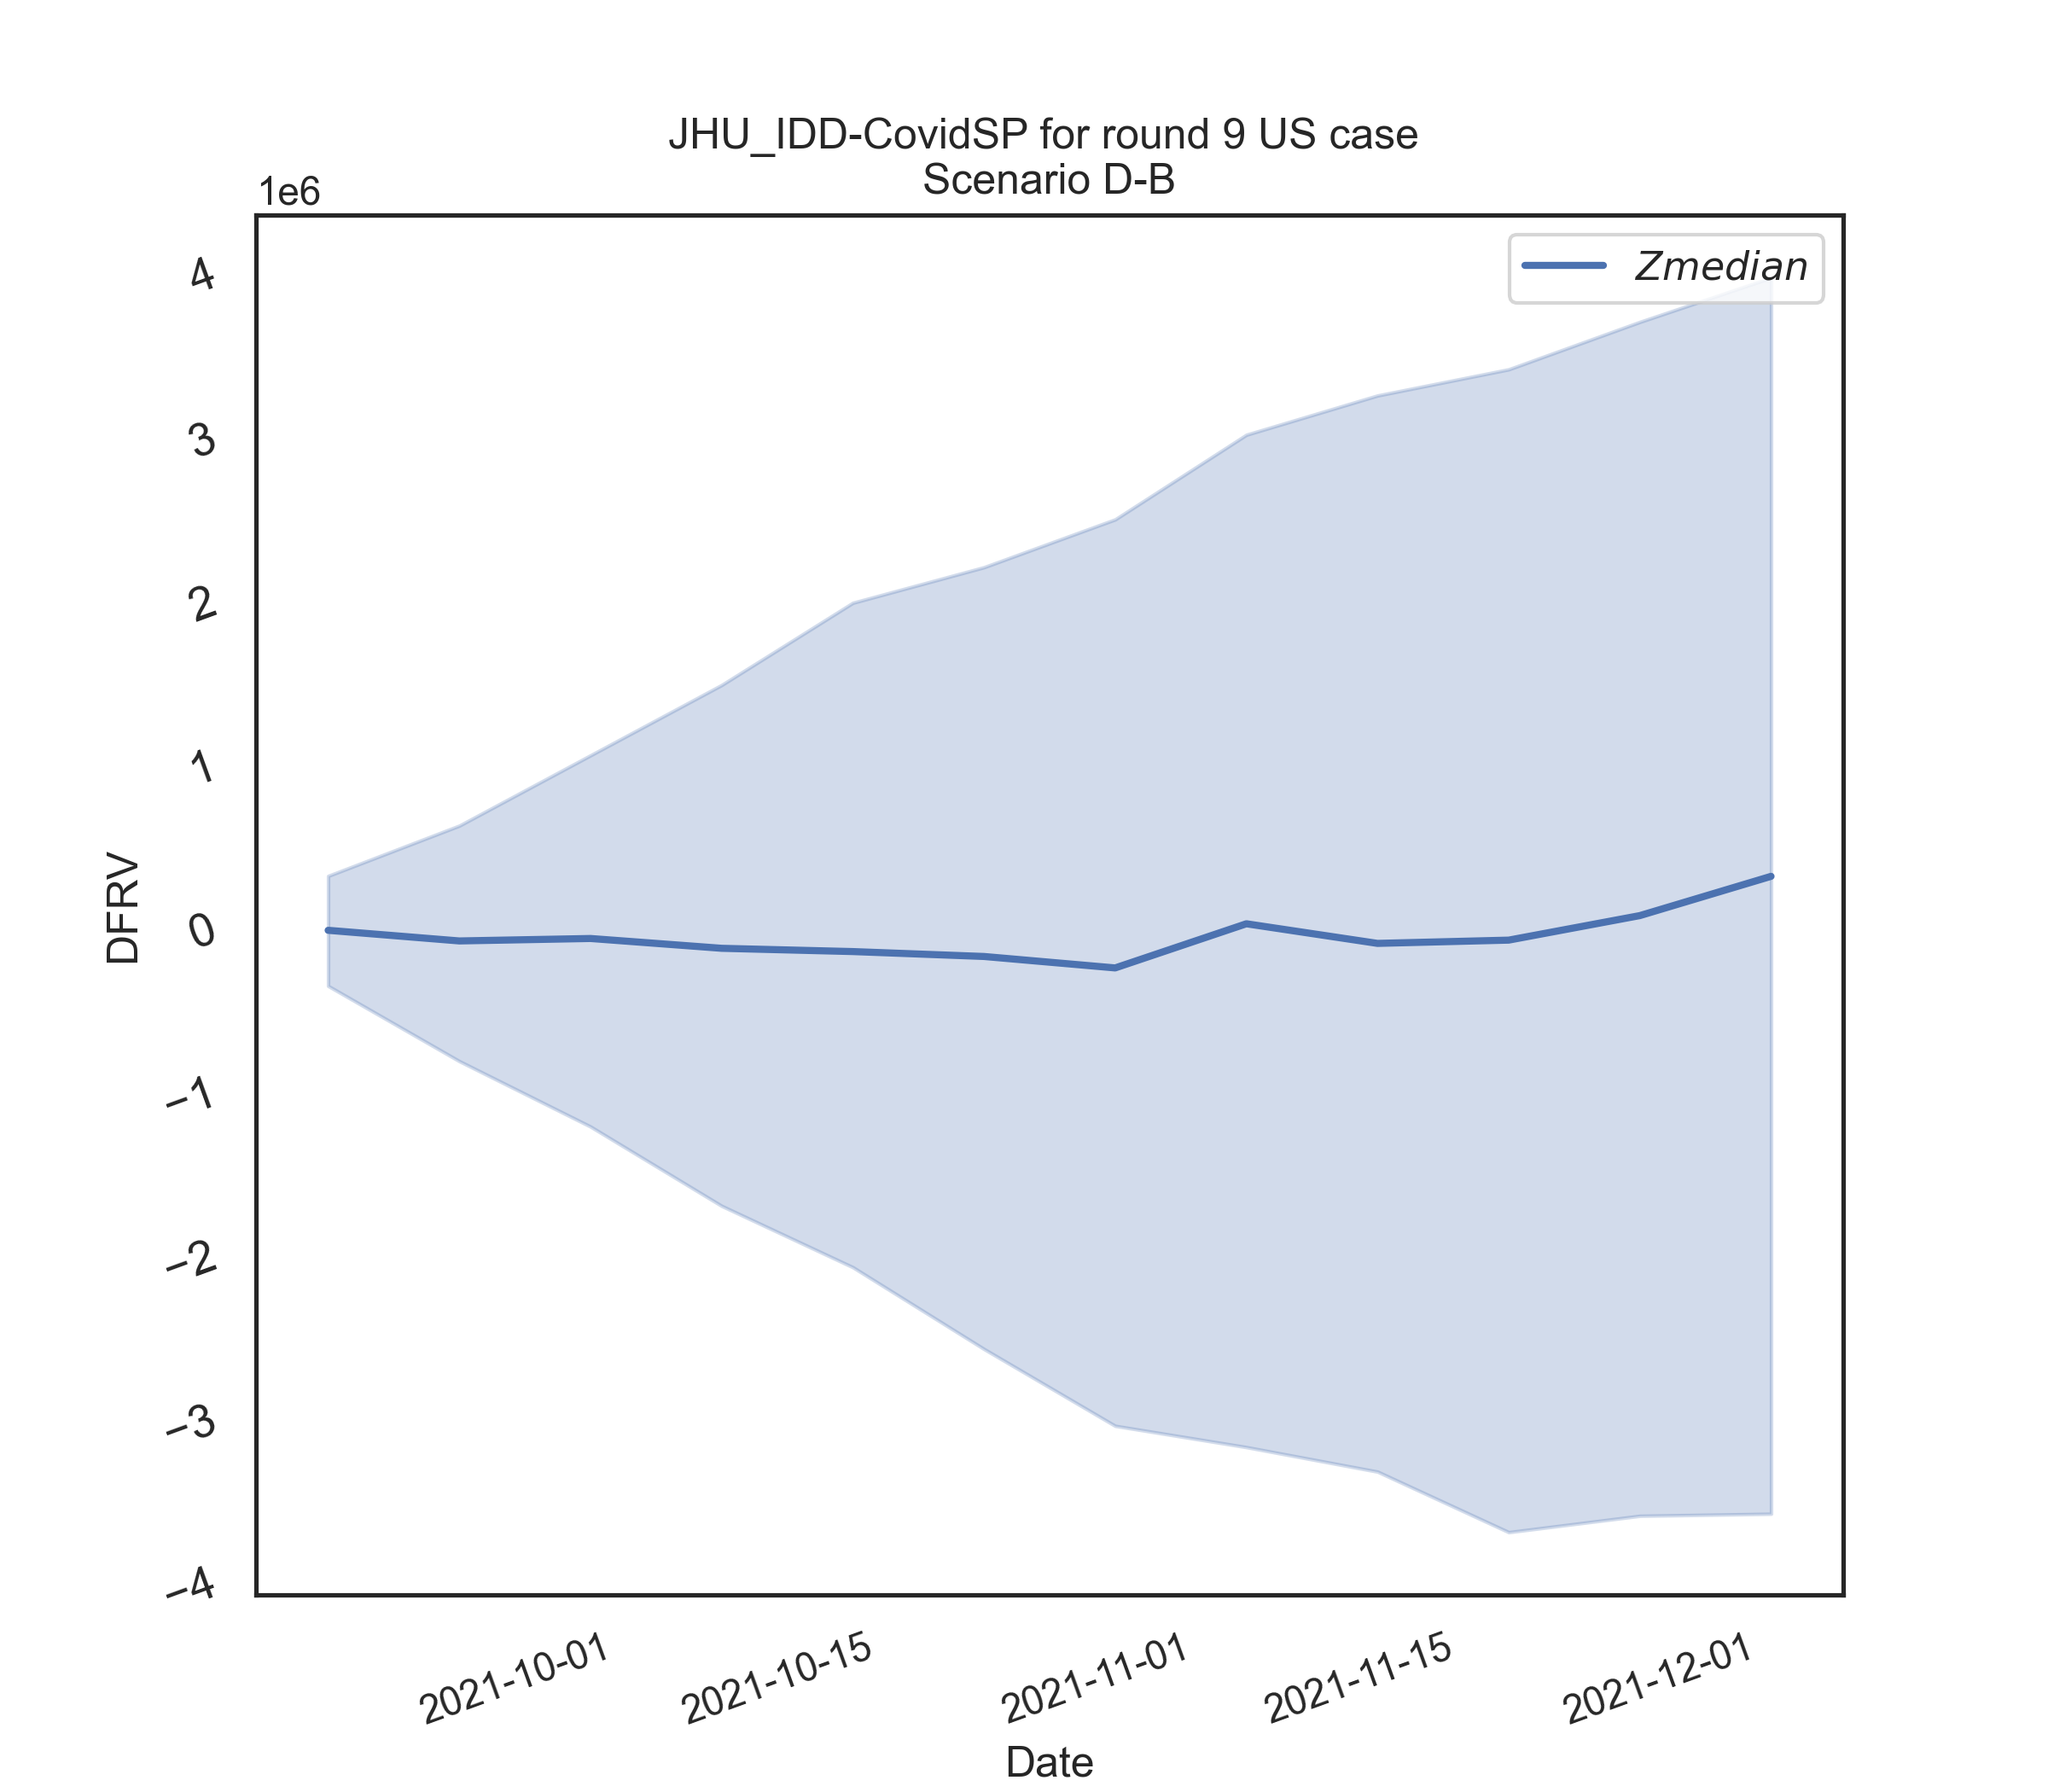 JHU_IDD-CovidSP for round 9 US case
Scenario D-B
1e6
Zmedian
4
3
2
1
0
−1
−2
−3
−4
DFRV
2021-10-01
2021-10-15
2021-11-01
2021-11-15
2021-12-01
Date